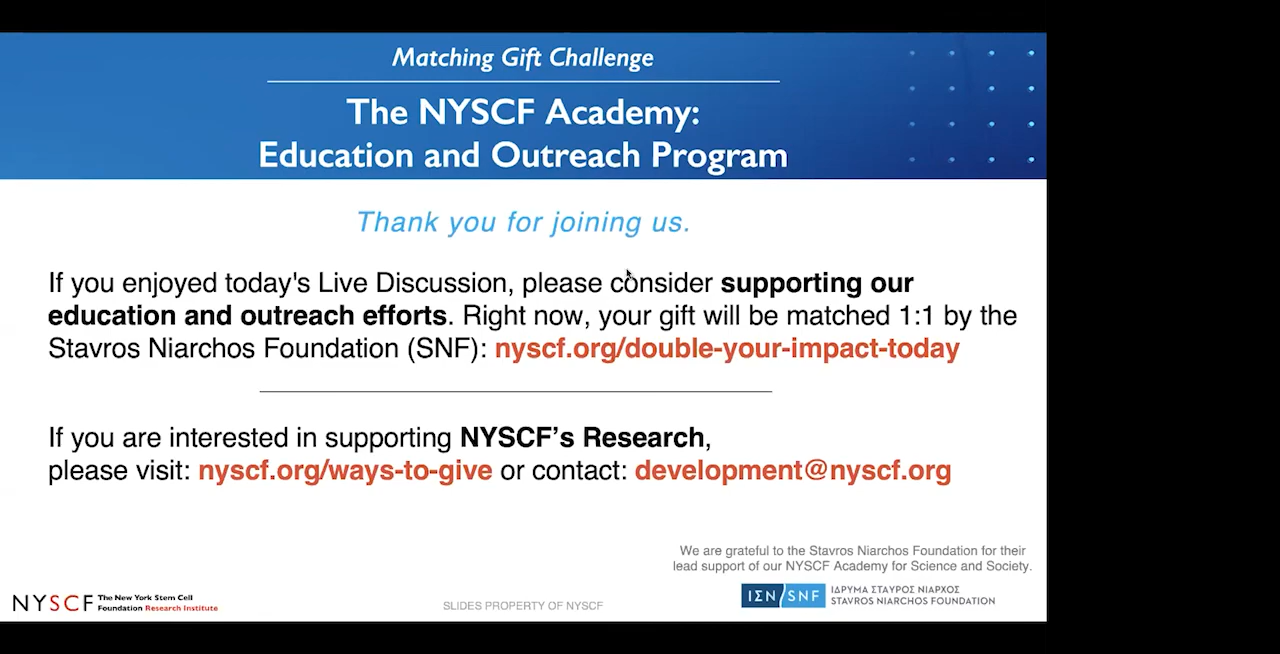 Matching Gift Challenge
The NYSCF Academy:
Education and Outreach Program
Thank you for joining us.
If you enjoyed today's Live Discussion, please consider supporting our
education and outreach efforts. Right now, your gift will be matched 1:1 by the
Stavros Niarchos Foundation (SNF): nyscf.org/double-your-impact-today
If you are interested in supporting NYSCF’s Research,
please visit: nyscf.org/ways-to-give or contact: development@nyscf.org
We are grateful to the Stavros Niarchos Foundation for their
lead support of our NYSCF Academy for Science and Society.
NYSCF The New York Stem Cell
Foundation Research Institute
SLIDES PROPERTY OF NYSCF
ΙΣΝ/SNF ΙΔΡΥΜΑ ΣΤΑΥΡΟΣ ΝΙΑΡΧΟΣ
STAVROS NIARCHOS FOUNDATION